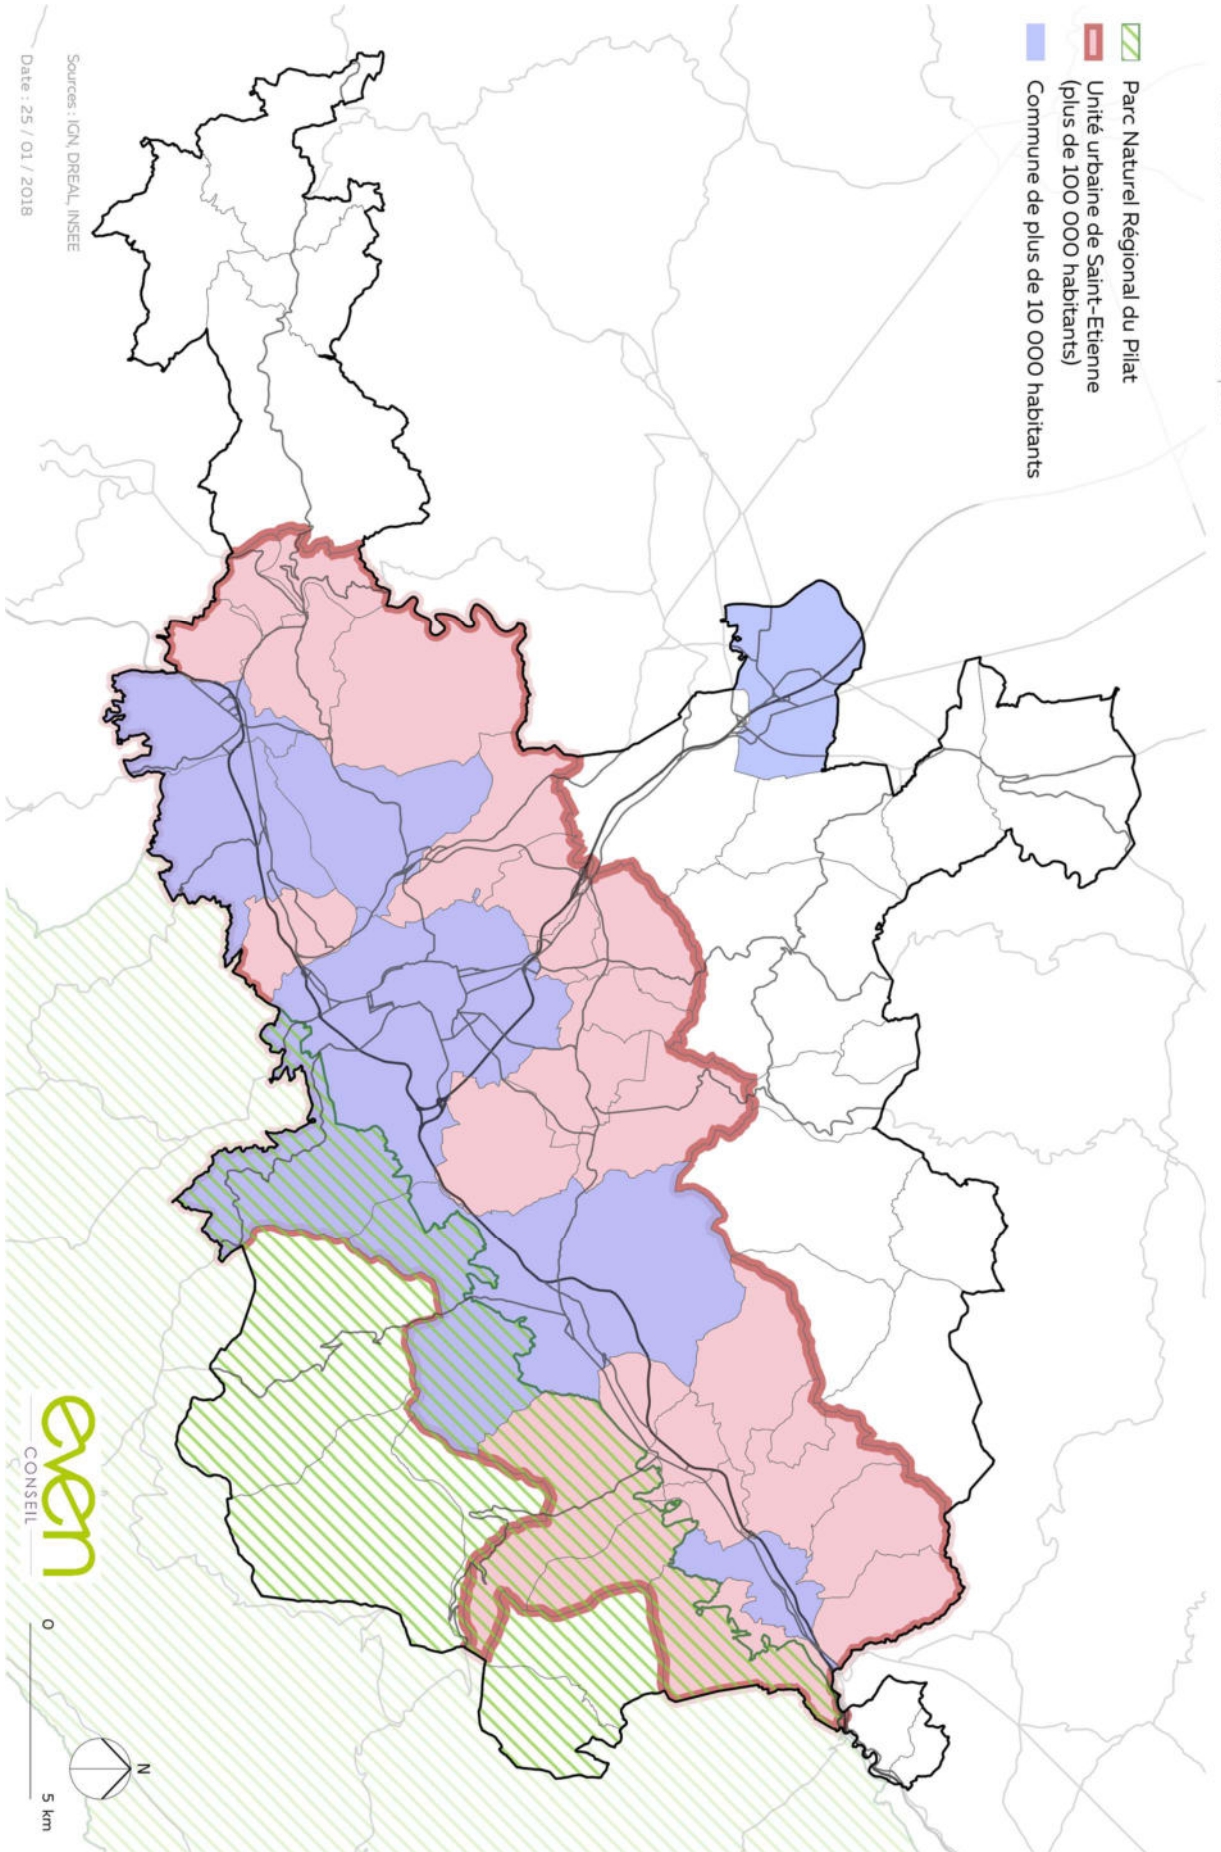 Parc Naturel Régional du Pilat
Unité urbaine de Saint-Etienne
(plus de 100 000 habitants)
Commune de plus de 10 000 habitants
Sources : IGN, DREAL, INSEE
Date : 25 / 01 / 2018
even
CONSEIL
0
5 km
N